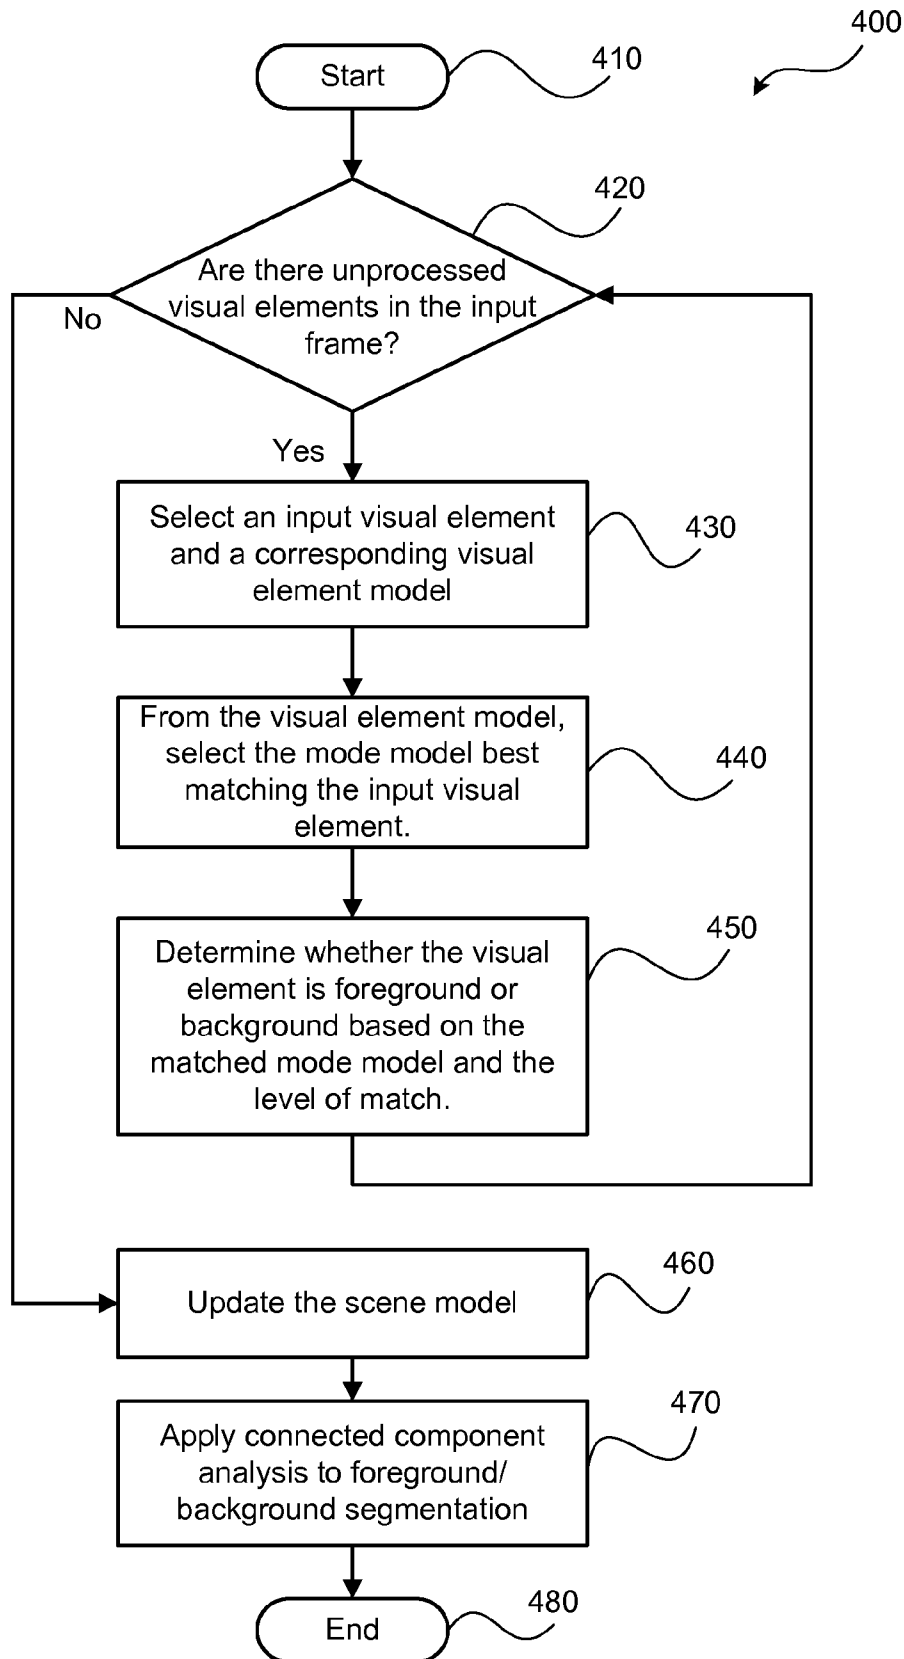 400
Start
410
420
Are there unprocessed
visual elements in the input
frame?
No
Yes
Select an input visual element
and a corresponding visual
element model
430
From the visual element model,
select the mode model best
matching the input visual
element.
440
Determine whether the visual
element is foreground or
background based on the
matched mode model and the
level of match.
450
Update the scene model
460
Apply connected component
analysis to foreground/
background segmentation
470
End
480